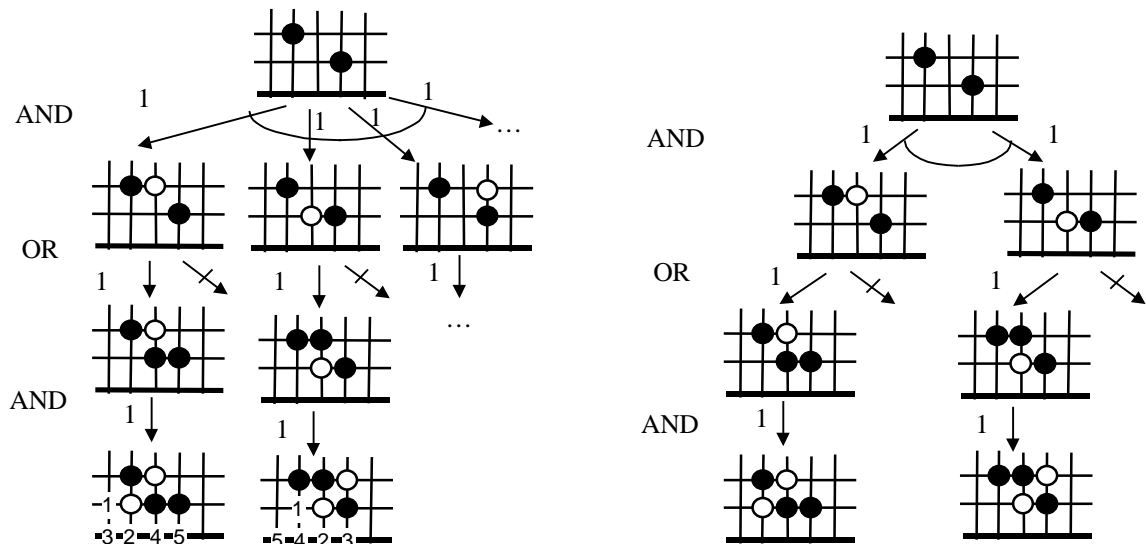 AND 1 1 1 1
…
OR
1 1 1
…
AND 1 1
1 1
3 2 4 5 5 4 2 3
AND 1 1
OR 1 1
AND 1 1